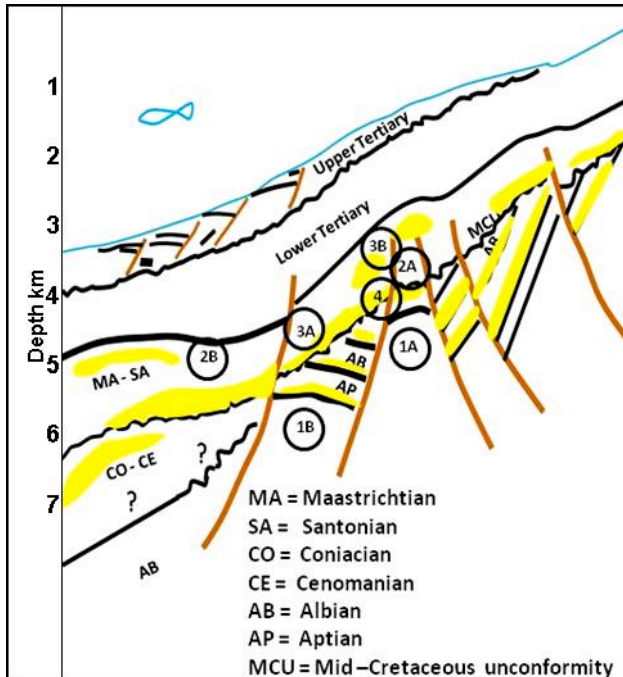 1
2
3
4
5
6
7
Depth km
Upper Tertiary
Lower Tertiary
MCU
AB
3B
2A
4
3A
1A
2B
MA - SA
AB
AP
1B
CO - CE
?
?
AB
MA = Maastrichtian
SA = Santonian
CO = Coniacian
CE = Cenomanian
AB = Albian
AP = Aptian
MCU = Mid –Cretaceous unconformity